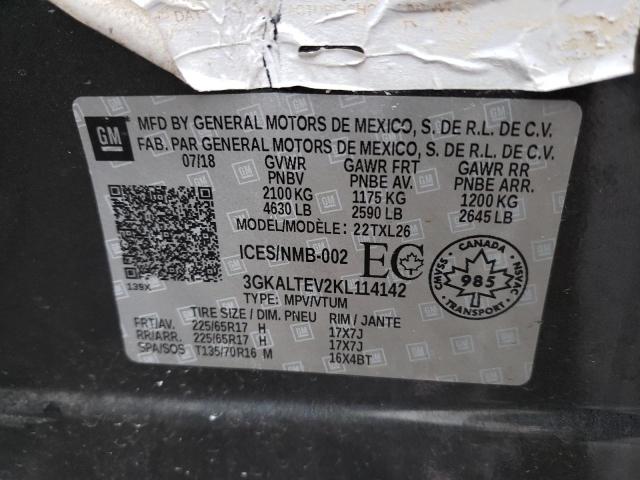 GM
MFD BY GENERAL MOTORS DE MEXICO, S. DE R.L. DE C.V.
FAB. PAR GENERAL MOTORS DE MEXICO, S. DE R.L. DE C.V.
07/18 GVWR GAWR FRT GAWR RR
PNBV PNBE AV. PNBE ARR.
2100 KG 1175 KG 1200 KG
4630 LB 2590 LB 2645 LB
MODEL/MODÈLE: 22TXL26
ICES/NMB-002 EC
CANADA
CMVSS NSVAC
985
TRANSPORT
139X
3GKALTEV2KL114142
TYPE: MPV/VTUM
TIRE SIZE / DIM. PNEU RIM / JANTE
FRT/AV. 225/65R17 H 17X7J
RR/ARR. 225/65R17 H 17X7J
SPA/SOS T135/70R16 M 16X4BT